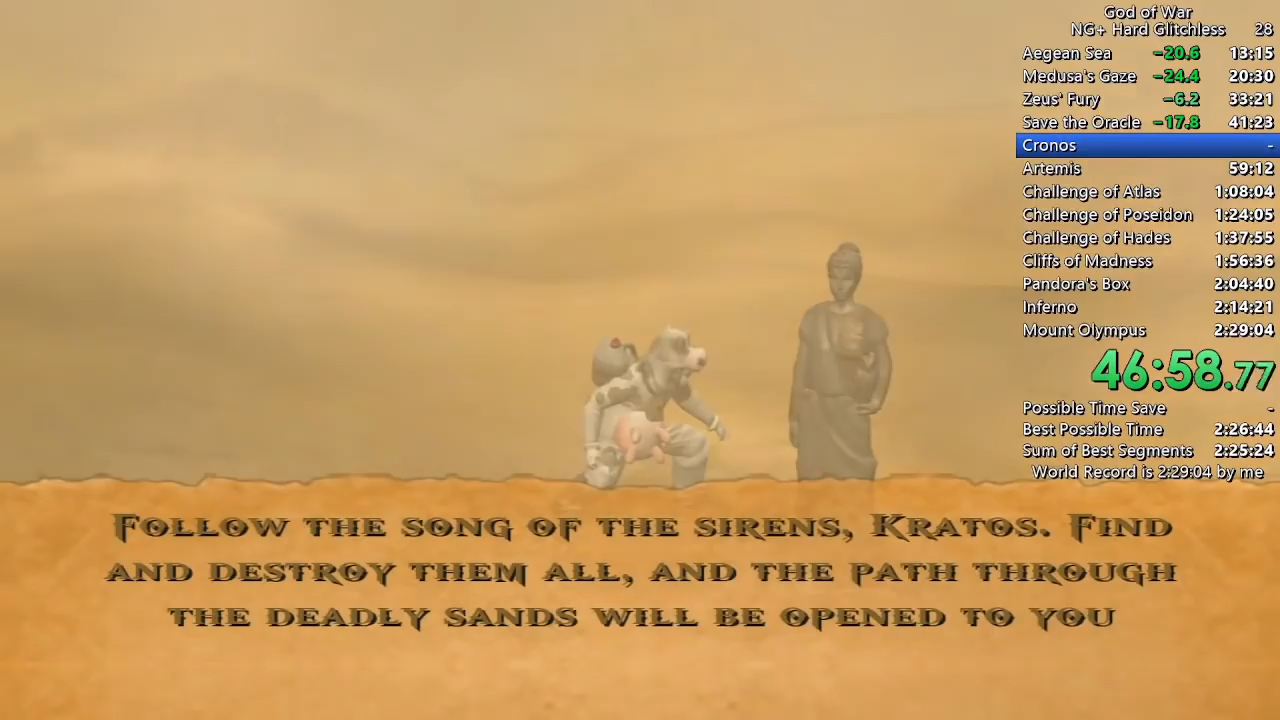 God of War
NG+ Hard Glitchless 28
Aegean Sea -20.6 13:15
Medusa's Gaze -24.4 20:30
Zeus' Fury -6.2 33:21
Save the Oracle -17.8 41:23
Cronos -
Artemis 59:12
Challenge of Atlas 1:08:04
Challenge of Poseidon 1:24:05
Challenge of Hades 1:37:55
Cliffs of Madness 1:56:36
Pandora's Box 2:04:40
Inferno 2:14:21
Mount Olympus 2:29:04
46:58.77
Possible Time Save -
Best Possible Time 2:26:44
Sum of Best Segments 2:25:24
World Record is 2:29:04 by me
Follow the song of the sirens, Kratos. Find
and destroy them all, and the path through
the deadly sands will be opened to you